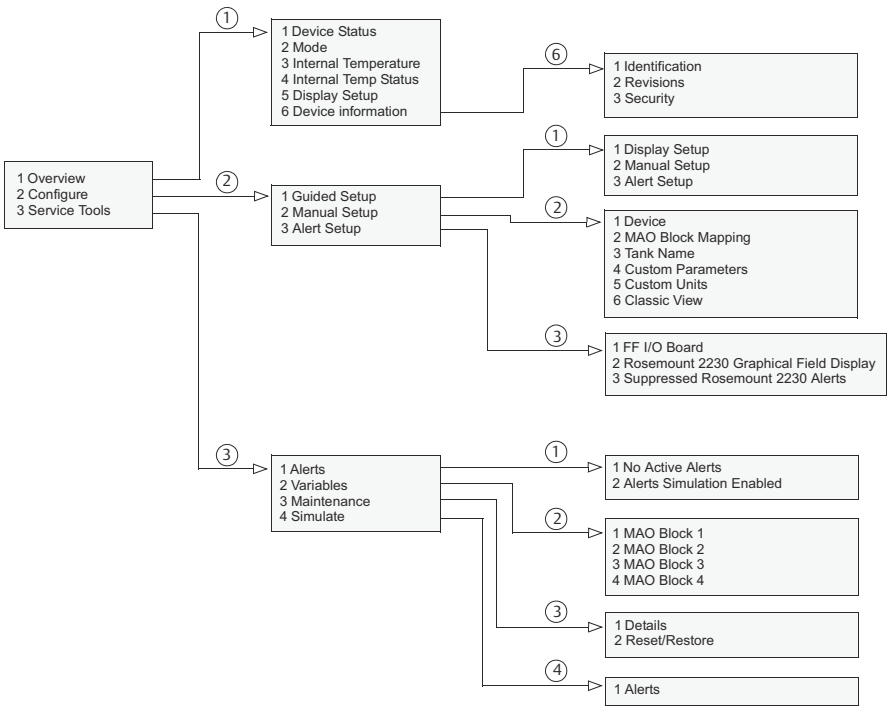 1 Overview
2 Configure
3 Service Tools
1
1 Device Status
2 Mode
3 Internal Temperature
4 Internal Temp Status
5 Display Setup
6 Device information
6
1 Identification
2 Revisions
3 Security
2
1 Guided Setup
2 Manual Setup
3 Alert Setup
1
1 Display Setup
2 Manual Setup
3 Alert Setup
2
1 Device
2 MAO Block Mapping
3 Tank Name
4 Custom Parameters
5 Custom Units
6 Classic View
3
1 FF I/O Board
2 Rosemount 2230 Graphical Field Display
3 Suppressed Rosemount 2230 Alerts
3
1 Alerts
2 Variables
3 Maintenance
4 Simulate
1
1 No Active Alerts
2 Alerts Simulation Enabled
2
1 MAO Block 1
2 MAO Block 2
3 MAO Block 3
4 MAO Block 4
3
1 Details
2 Reset/Restore
4
1 Alerts